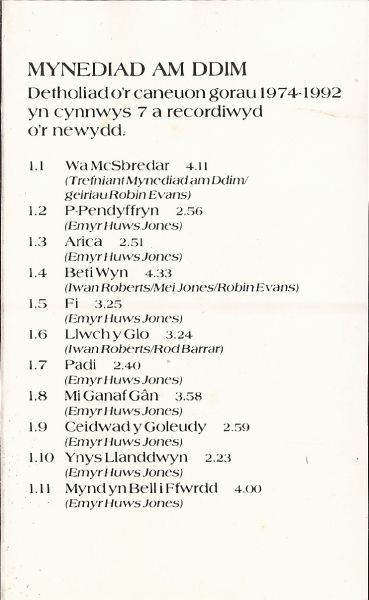 MYNEDIAD AM DDIM
Detholiad o'r caneuon gorau 1974-1992
yn cynnwys 7 a recordiwyd
o'r newydd:
1.1 Wa McSbredar 4.11
(Trefniant Mynediad am Ddim/
geiriau Robin Evans)
1.2 P-Pendyffryn 2.56
(Emyr Huws Jones)
1.3 Arica 2.51
(Emyr Huws Jones)
1.4 Beti Wyn 4.33
(Iwan Roberts/Mei Jones/Robin Evans)
1.5 Fi 3.25
(Emyr Huws Jones)
1.6 Llwch y Glo 3.24
(Iwan Roberts/Rod Barrar)
1.7 Padi 2.40
(Emyr Huws Jones)
1.8 Mi Ganaf Gân 3.58
(Emyr Huws Jones)
1.9 Ceidwad y Goleudy 2.59
(Emyr Huws Jones)
1.10 Ynys Llanddwyn 2.23
(Emyr Huws Jones)
1.11 Mynd yn Bell i Ffwrdd 4.00
(Emyr Huws Jones)